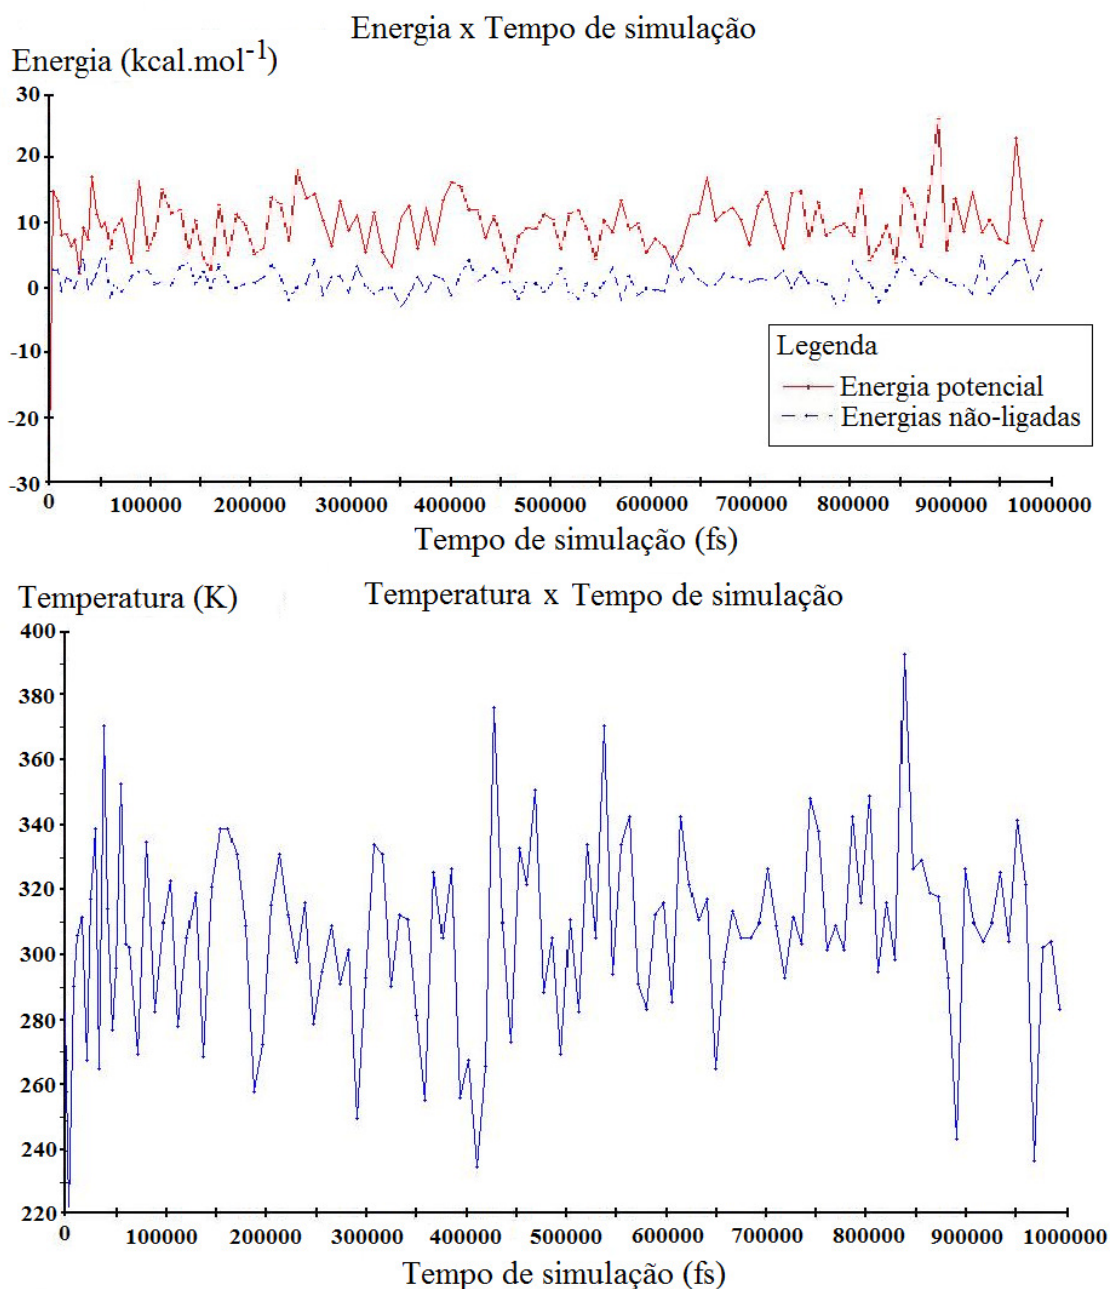 Energia x Tempo de simulação
Energia (kcal.mol⁻¹)
30
20
10
0
-10
-20
-30
Legenda
Energia potencial
Energias não-ligadas
0 100000 200000 300000 400000 500000 600000 700000 800000 900000 1000000
Tempo de simulação (fs)
Temperatura (K) Temperatura x Tempo de simulação
400
380
360
340
320
300
280
260
240
220
0 100000 200000 300000 400000 500000 600000 700000 800000 900000 1000000
Tempo de simulação (fs)